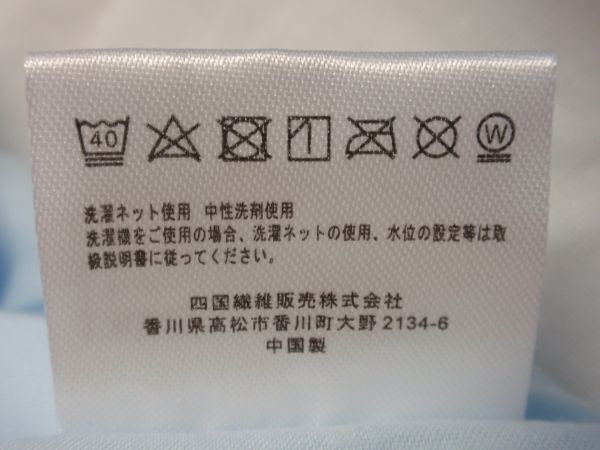 40 W
洗濯ネット使用 中性洗剤使用
洗濯機をご使用の場合、洗濯ネットの使用、水位の設定等は取
扱説明書に従ってください。
四国繊維販売株式会社
香川県高松市香川町大野2134-6
中国製